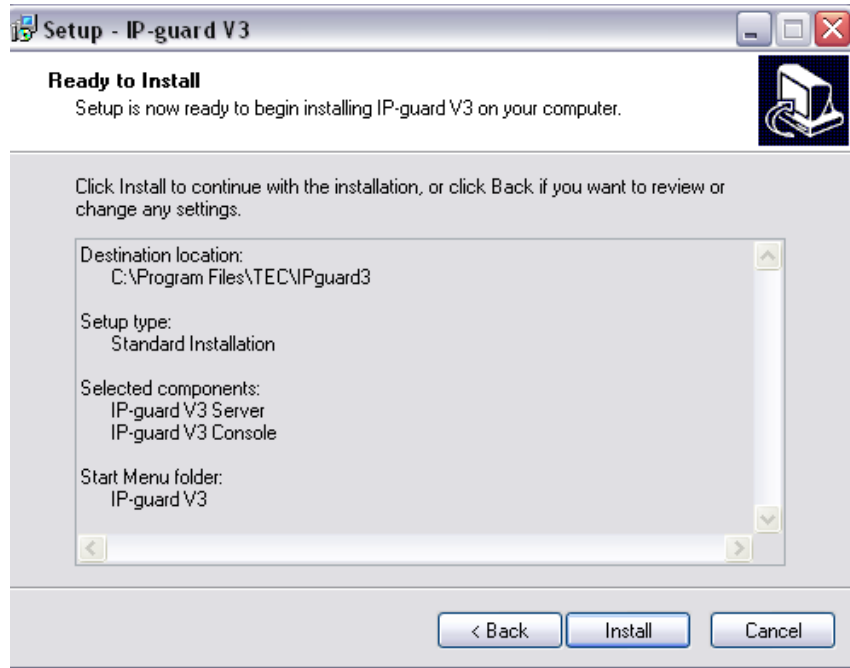 Setup - IP-guard V3
Ready to Install
Setup is now ready to begin installing IP-guard V3 on your computer.
Click Install to continue with the installation, or click Back if you want to review or
change any settings.
Destination location:
C:\Program Files\TEC\IPguard3
Setup type:
Standard Installation
Selected components:
IP-guard V3 Server
IP-guard V3 Console
Start Menu folder:
IP-guard V3
< Back
Install
Cancel